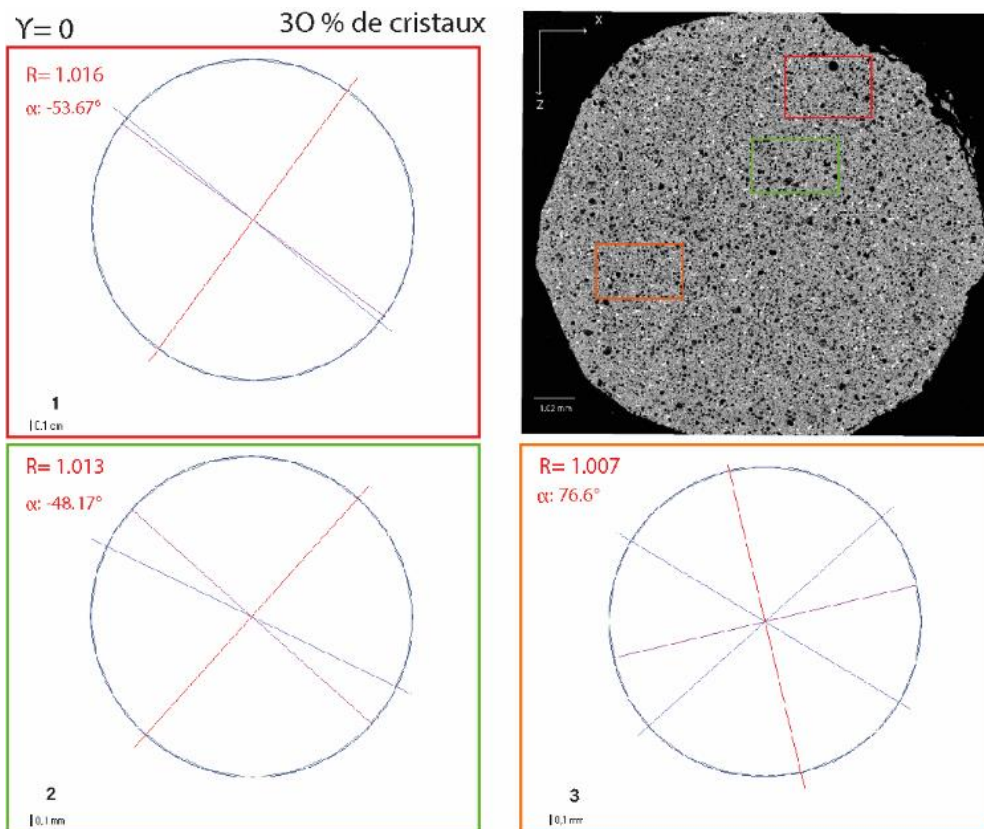 ϒ= 0
3O % de cristaux
R= 1.016
α: -53.67°
1
0,1 cm
X
Z
1.02 mm
R= 1.013
α: -48.17°
2
0,1 mm
R= 1.007
α: 76.6°
3
0,1 mm